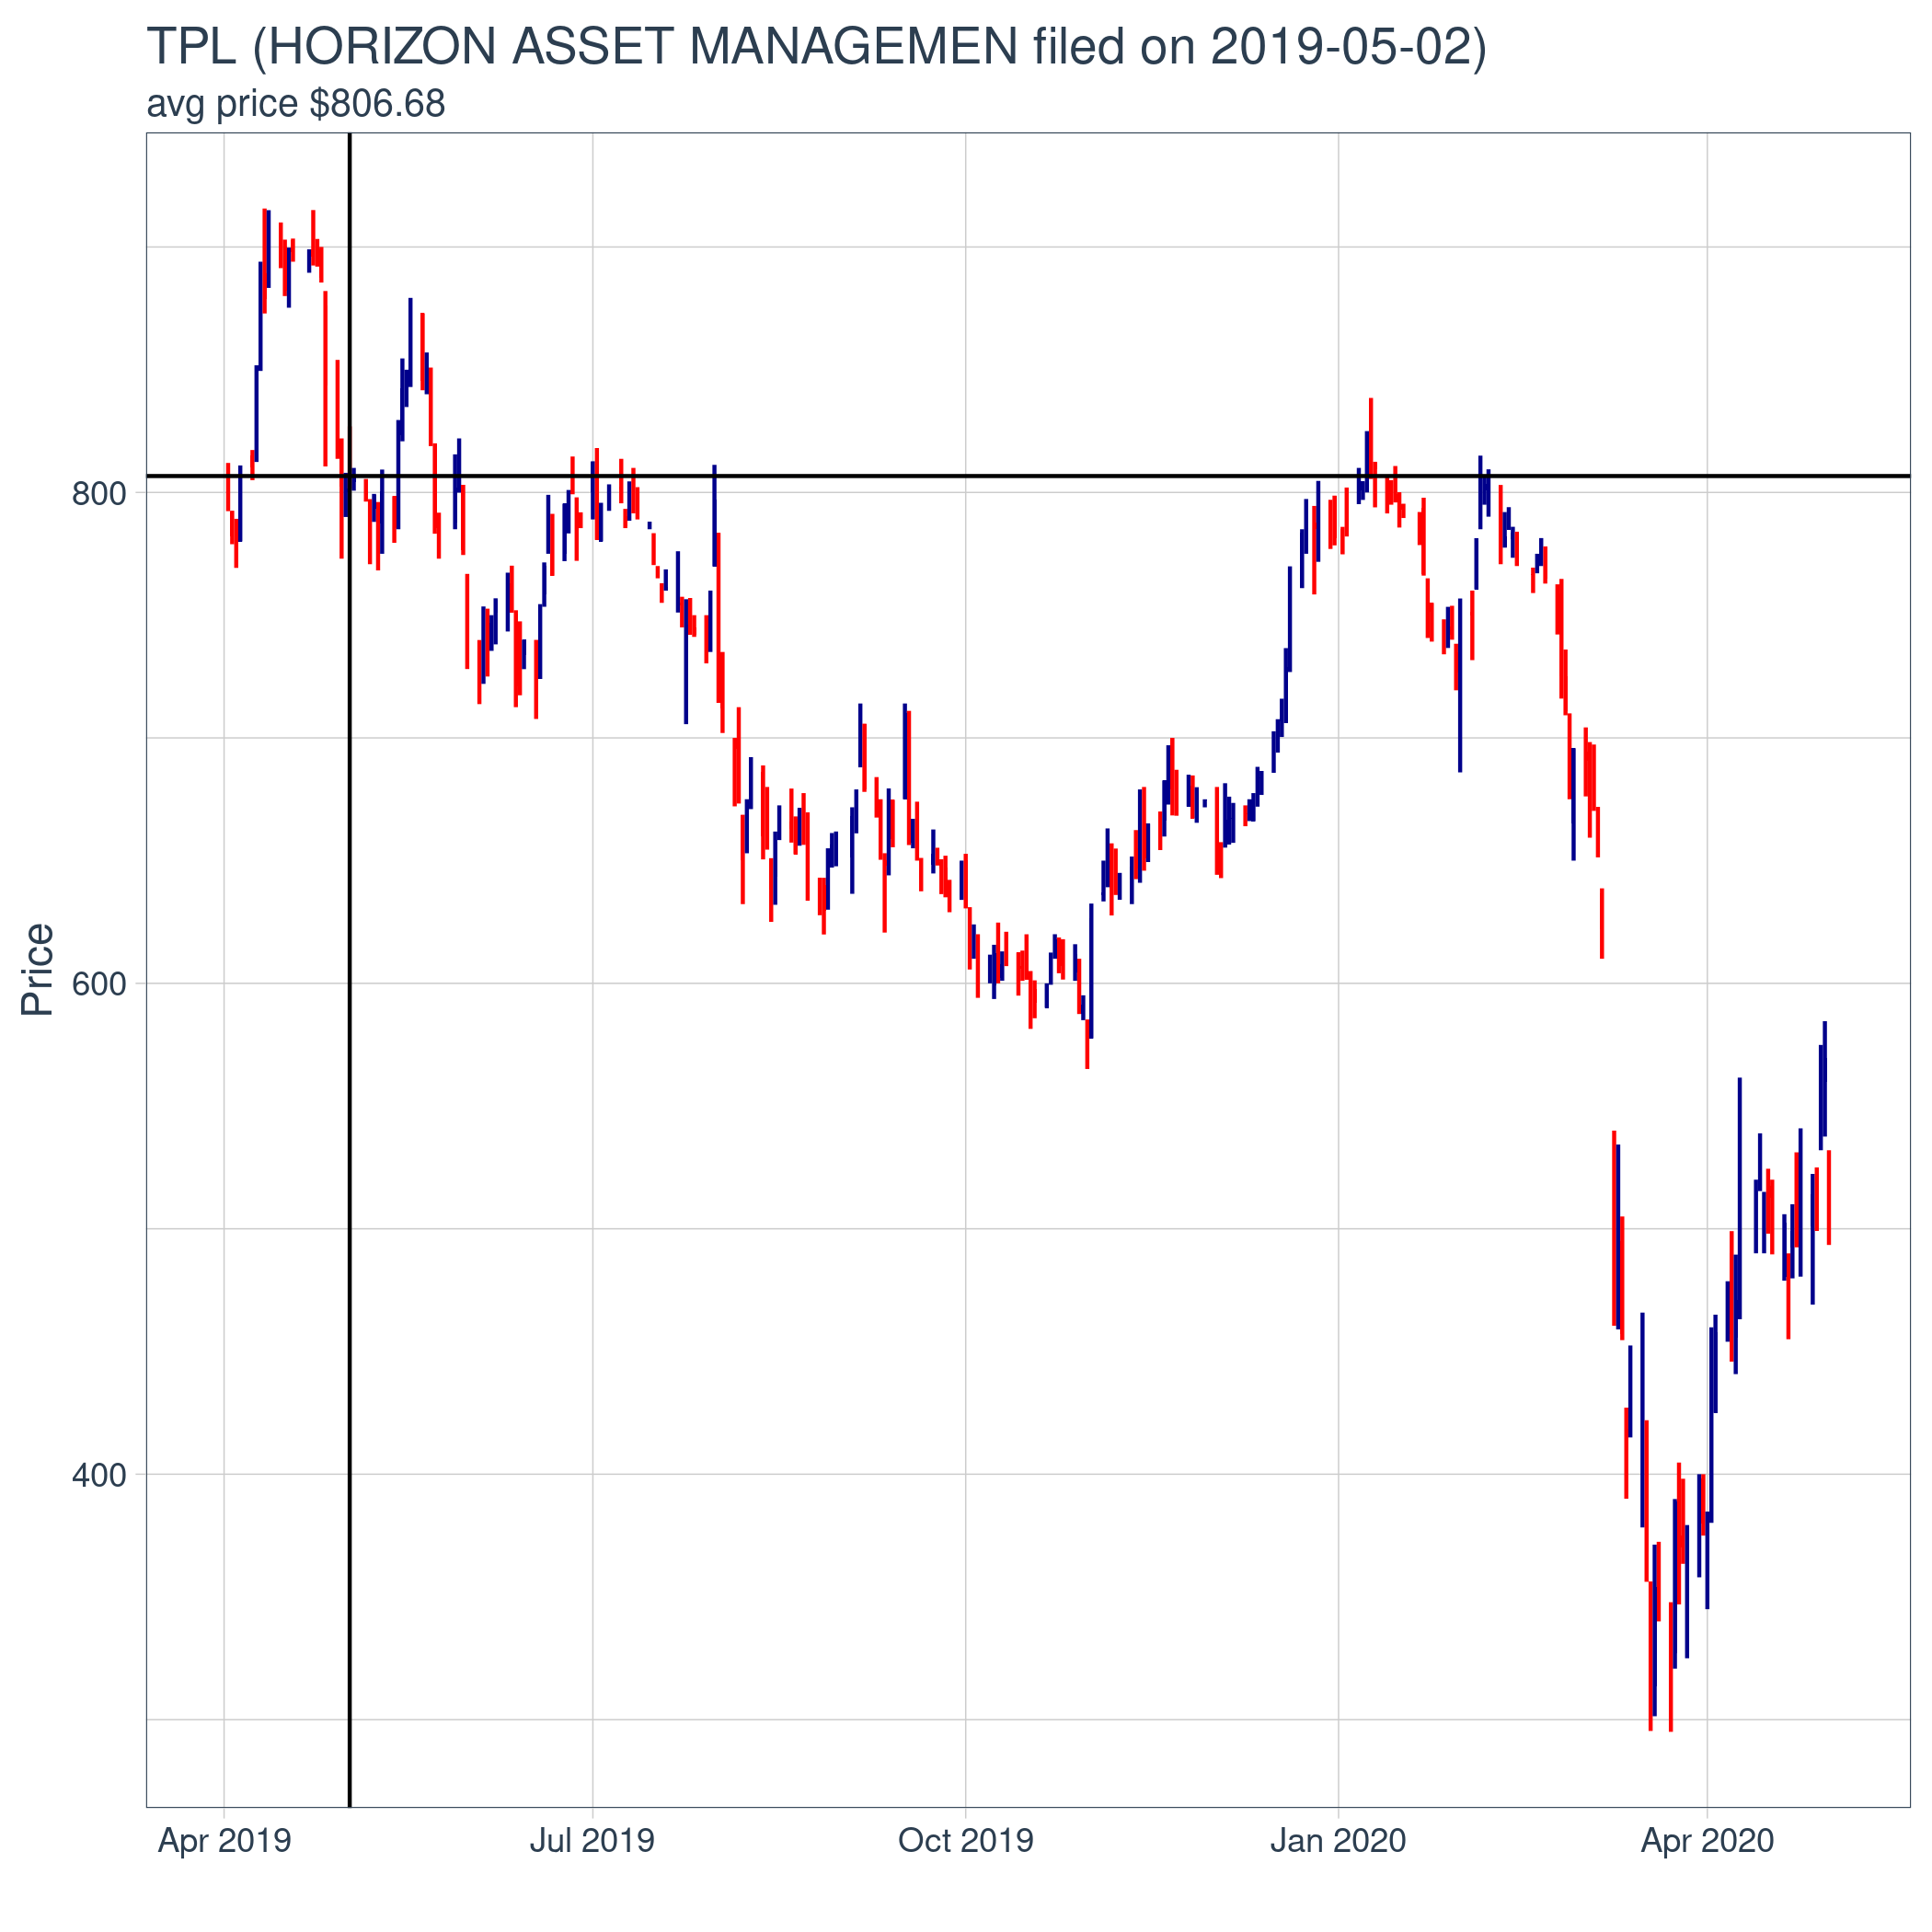 TPL (HORIZON ASSET MANAGEMEN filed on 2019-05-02)
avg price $806.68
Price
800
600
400
Apr 2019
Jul 2019
Oct 2019
Jan 2020
Apr 2020